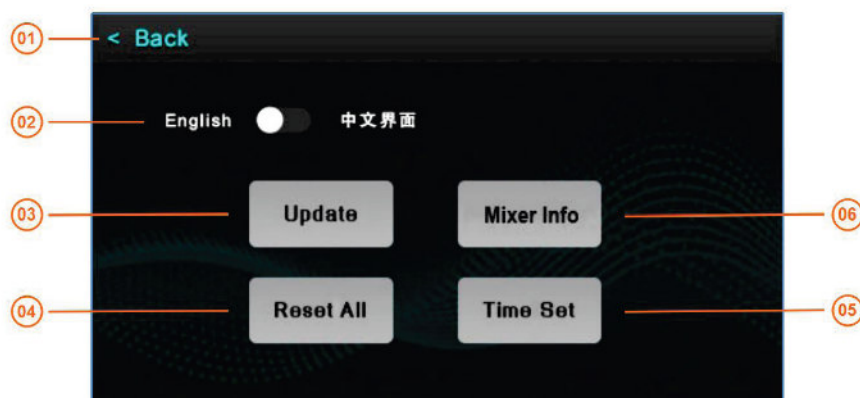 01 < Back
02 English 中文界面
03 Update Mixer Info 06
04 Reset All Time Set 05